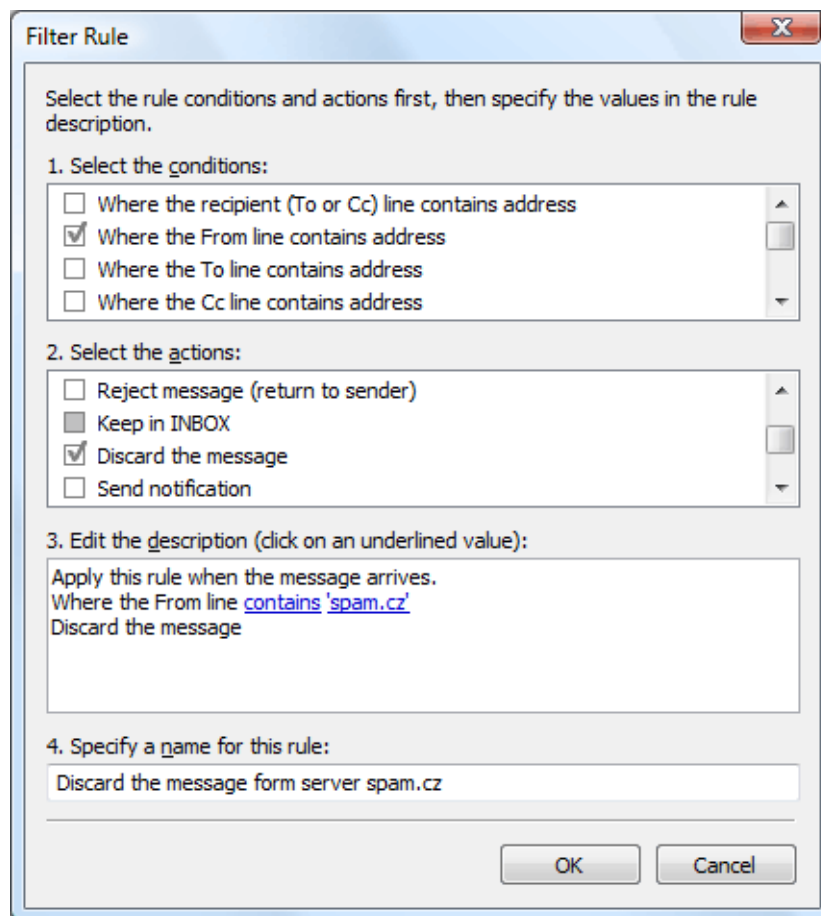 Filter Rule
Select the rule conditions and actions first, then specify the values in the rule
description.
1. Select the conditions:
Where the recipient (To or Cc) line contains address
Where the From line contains address
Where the To line contains address
Where the Cc line contains address
2. Select the actions:
Reject message (return to sender)
Keep in INBOX
Discard the message
Send notification
3. Edit the description (click on an underlined value):
Apply this rule when the message arrives.
Where the From line contains 'spam.cz'
Discard the message
4. Specify a name for this rule:
Discard the message form server spam.cz
OK Cancel